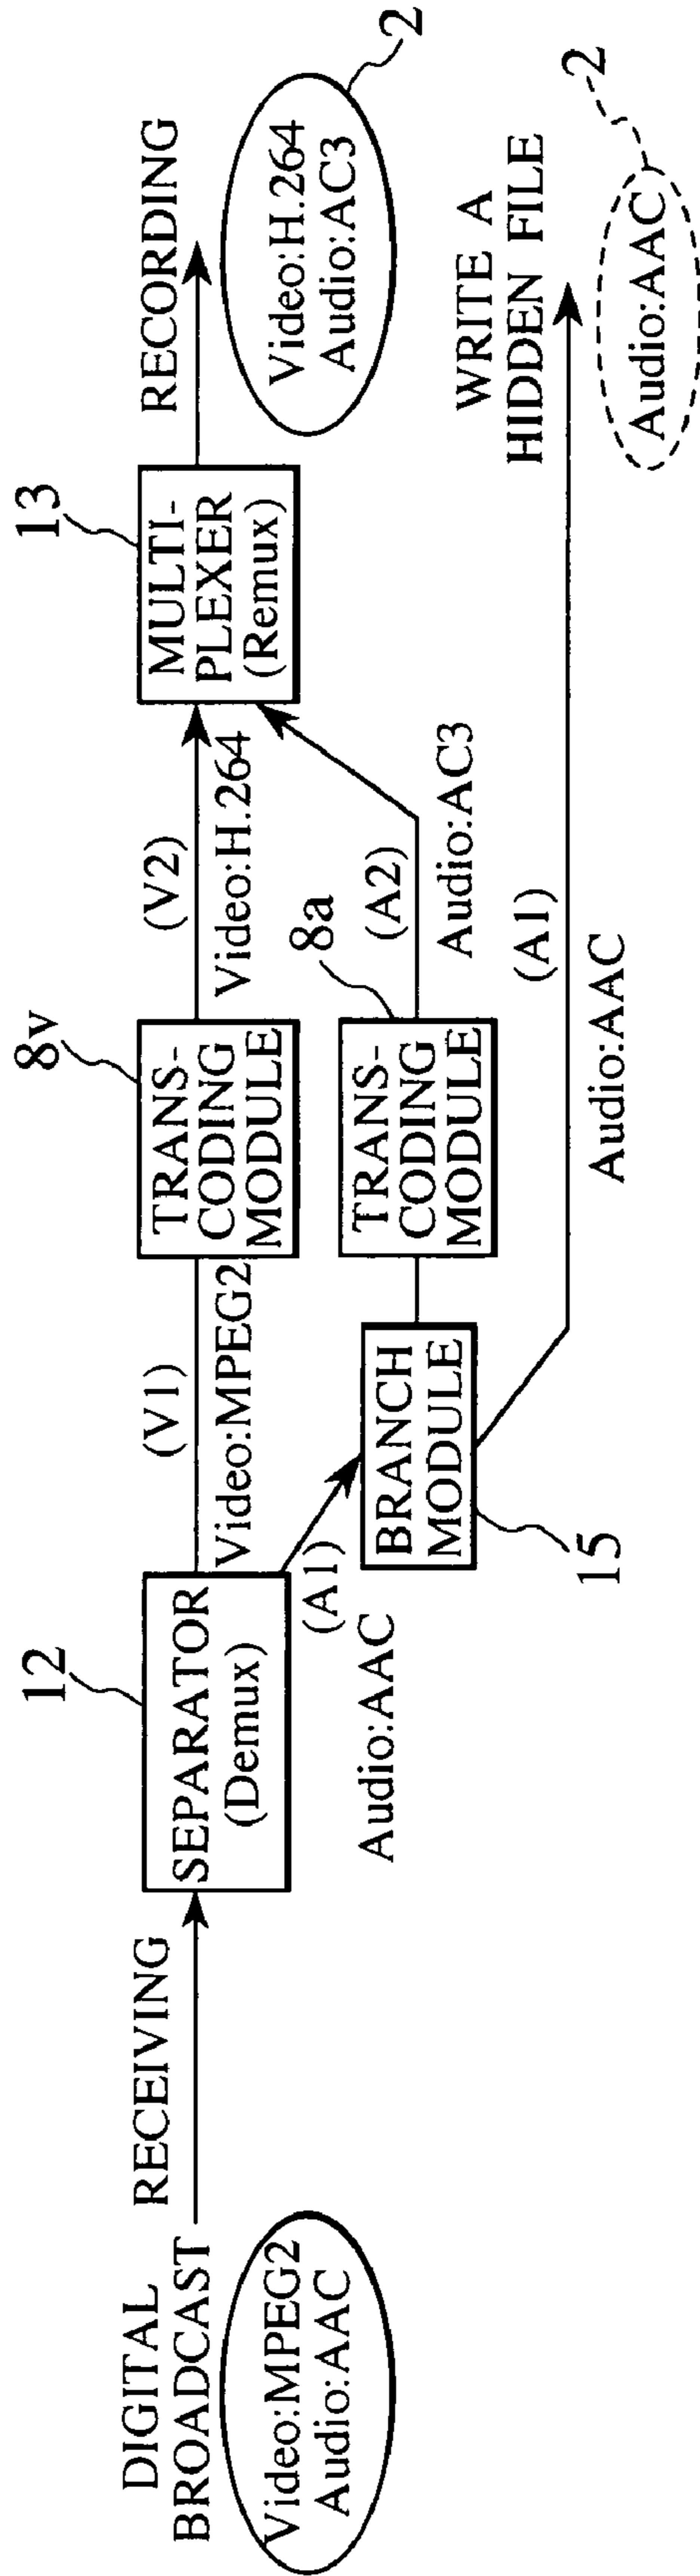 DIGITAL
BROADCAST
Video:MPEG2
Audio:AAC
RECEIVING
12
SEPARATOR
(Demux)
(V1)
Video:MPEG2
(A1)
Audio:AAC
BRANCH
MODULE
15
8v
TRANS-
CODING
MODULE
8a
TRANS-
CODING
MODULE
(V2)
Video:H.264
(A2)
Audio:AC3
(A1)
Audio:AAC
13
MULTI-
PLEXER
(Remux)
RECORDING
Video:H.264
Audio:AC3
2
WRITE A
HIDDEN FILE
Audio:AAC
2